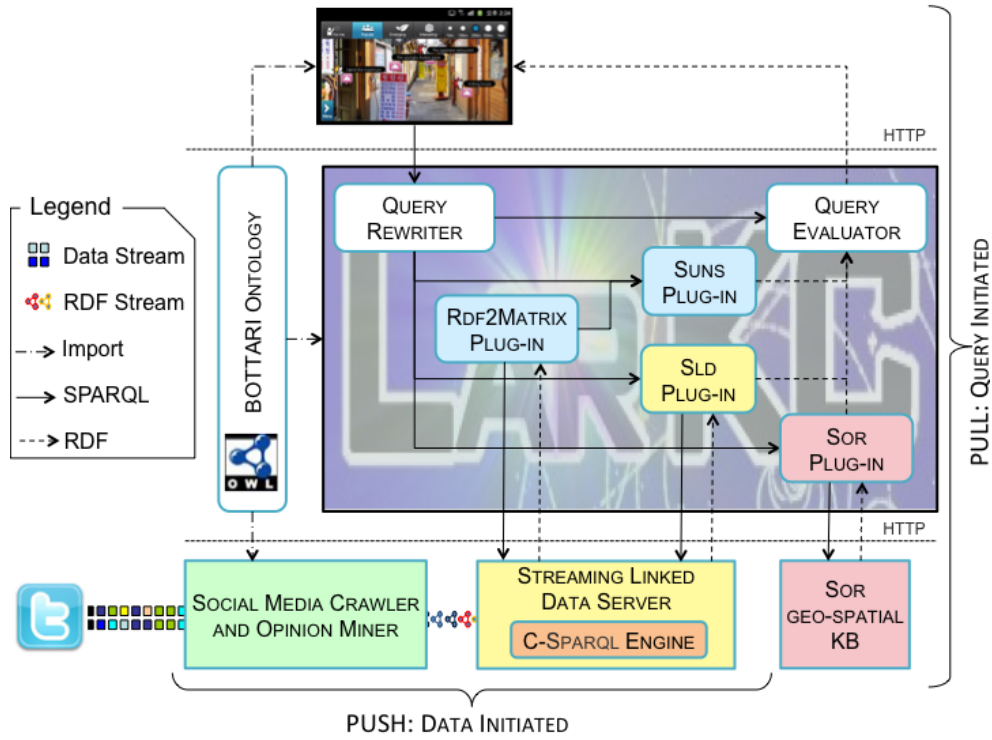 HTTP
Legend
Data Stream
RDF Stream
Import
SPARQL
RDF
BOTTARI ONTOLOGY
OWL
QUERY
REWRITER
QUERY
EVALUATOR
SUNS
PLUG-IN
RDF2MATRIX
PLUG-IN
SLD
PLUG-IN
SOR
PLUG-IN
PULL: QUERY INITIATED
HTTP
SOCIAL MEDIA CRAWLER
AND OPINION MINER
STREAMING LINKED
DATA SERVER
C-SPARQL ENGINE
SOR
GEO-SPATIAL
KB
PUSH: DATA INITIATED